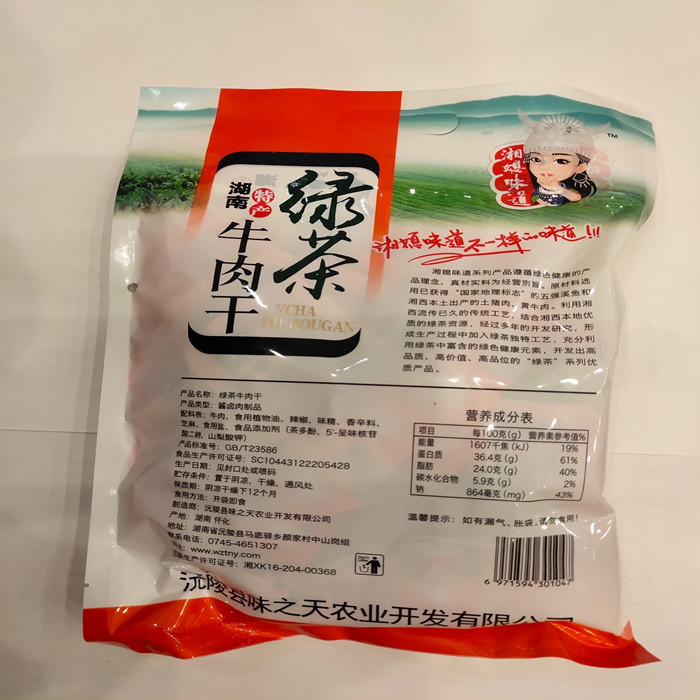 绿茶
湖南
特产
牛肉干
湘媳味道
TM
湘媳味道不一样的味道!!!
湘媳味道系列产品遵循绿色健康的产
品理念、真材实料为经营宗旨。原材料选
用已获得“国家地理标志”的五强溪鱼和
湘西本土出产的土猪肉、黄牛肉。利用湘
西流传已久的传统工艺，结合湘西本地优
质的绿茶资源，经过多年的开发研究，形
成生产过程中加入绿茶独特工艺，充分利
用绿茶中富含的绿色健康元素，开发出高
品质、高价值、高品位的“绿茶”系列优
质产品。
产品名称: 绿茶牛肉干
产品类型: 酱卤肉制品
配料表: 牛肉、食用植物油、辣椒、味精、香辛料、
芝麻、食用盐、食品添加剂（茶多酚、5'-呈味核苷
酸二钠、山梨酸钾）
产品标准号: GB/T23586
食品生产许可证号: SC10443122205428
生产日期: 见封口处或喷码
贮存条件: 置于阴凉、干燥、通风处
保质期: 阴凉干燥下12个月
食用方法: 开袋即食
制造商: 沅陵县味之天农业开发有限公司
产地: 湖南 怀化
地址: 湖南省沅陵县马底驿乡颜家村中山岗组
联系电话: 0745-4651307
www.wztny.com
生产许可证号: 湘XK16-204-00368
营养成分表
项目 每100克(g) 营养素参考值%
能量 1607千焦(kJ) 19%
蛋白质 36.4克(g) 61%
脂肪 24.0克(g) 40%
碳水化合物 5.9克(g) 2%
钠 864毫克(mg) 43%
温馨提示: 如有漏气、胀袋,请勿食用!
6 971594 301047
沅陵县味之天农业开发有限公司